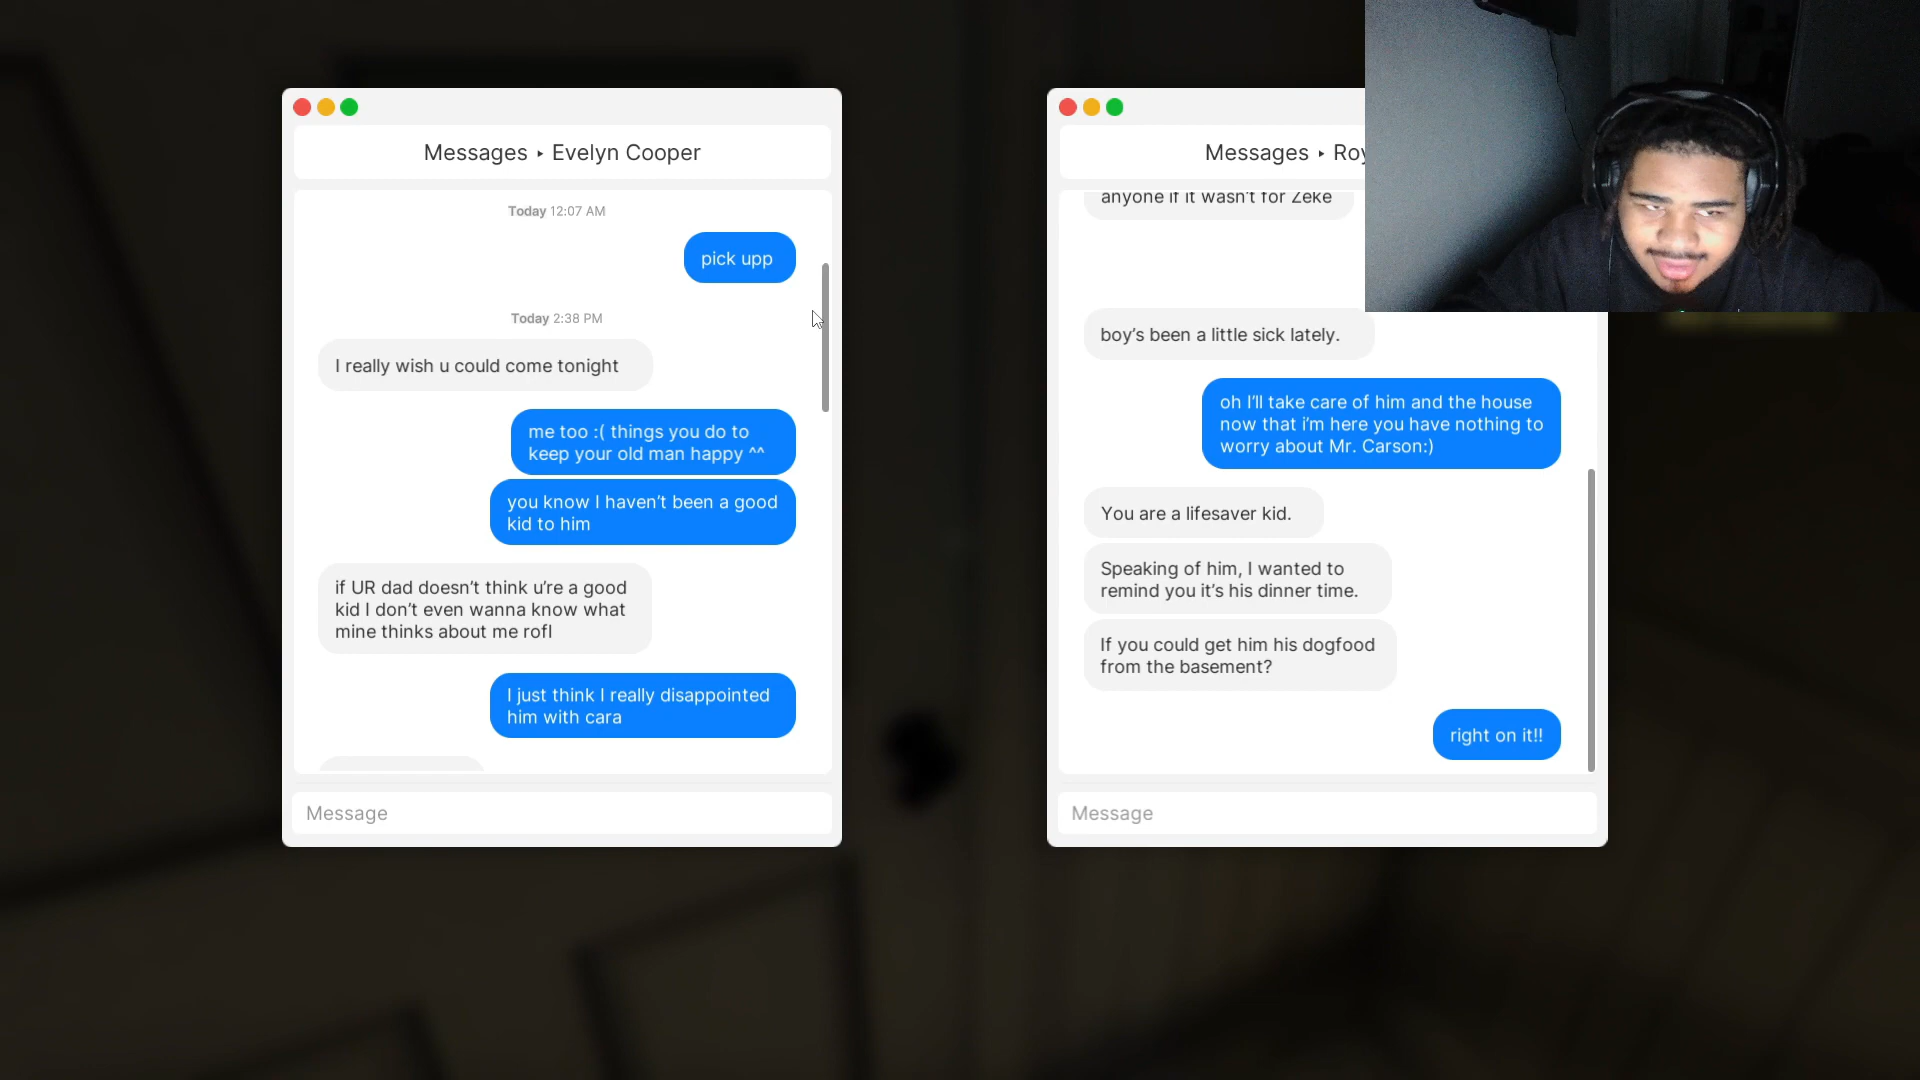 Messages ‣ Evelyn Cooper
Today 12:07 AM
pick upp
Today 2:38 PM
I really wish u could come tonight
me too :( things you do to
keep your old man happy ^^
you know I haven’t been a good
kid to him
if UR dad doesn’t think u’re a good
kid I don’t even wanna know what
mine thinks about me rofl
I just think I really disappointed
him with cara
Message
Messages ‣ Roy
anyone if it wasn’t for Zeke
boy’s been a little sick lately.
oh I’ll take care of him and the house
now that i’m here you have nothing to
worry about Mr. Carson:)
You are a lifesaver kid.
Speaking of him, I wanted to
remind you it’s his dinner time.
If you could get him his dogfood
from the basement?
right on it!!
Message